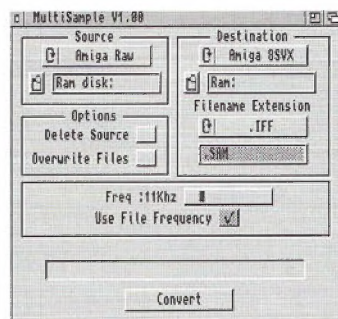 MultiSample V1.00
Source
Amiga Raw
Ram disk:
Options
Delete Source
Overwrite Files
Destination
Amiga 8SVX
Ram:
Filename Extension
.IFF
.SAM
Freq :11Khz
Use File Frequency
Convert